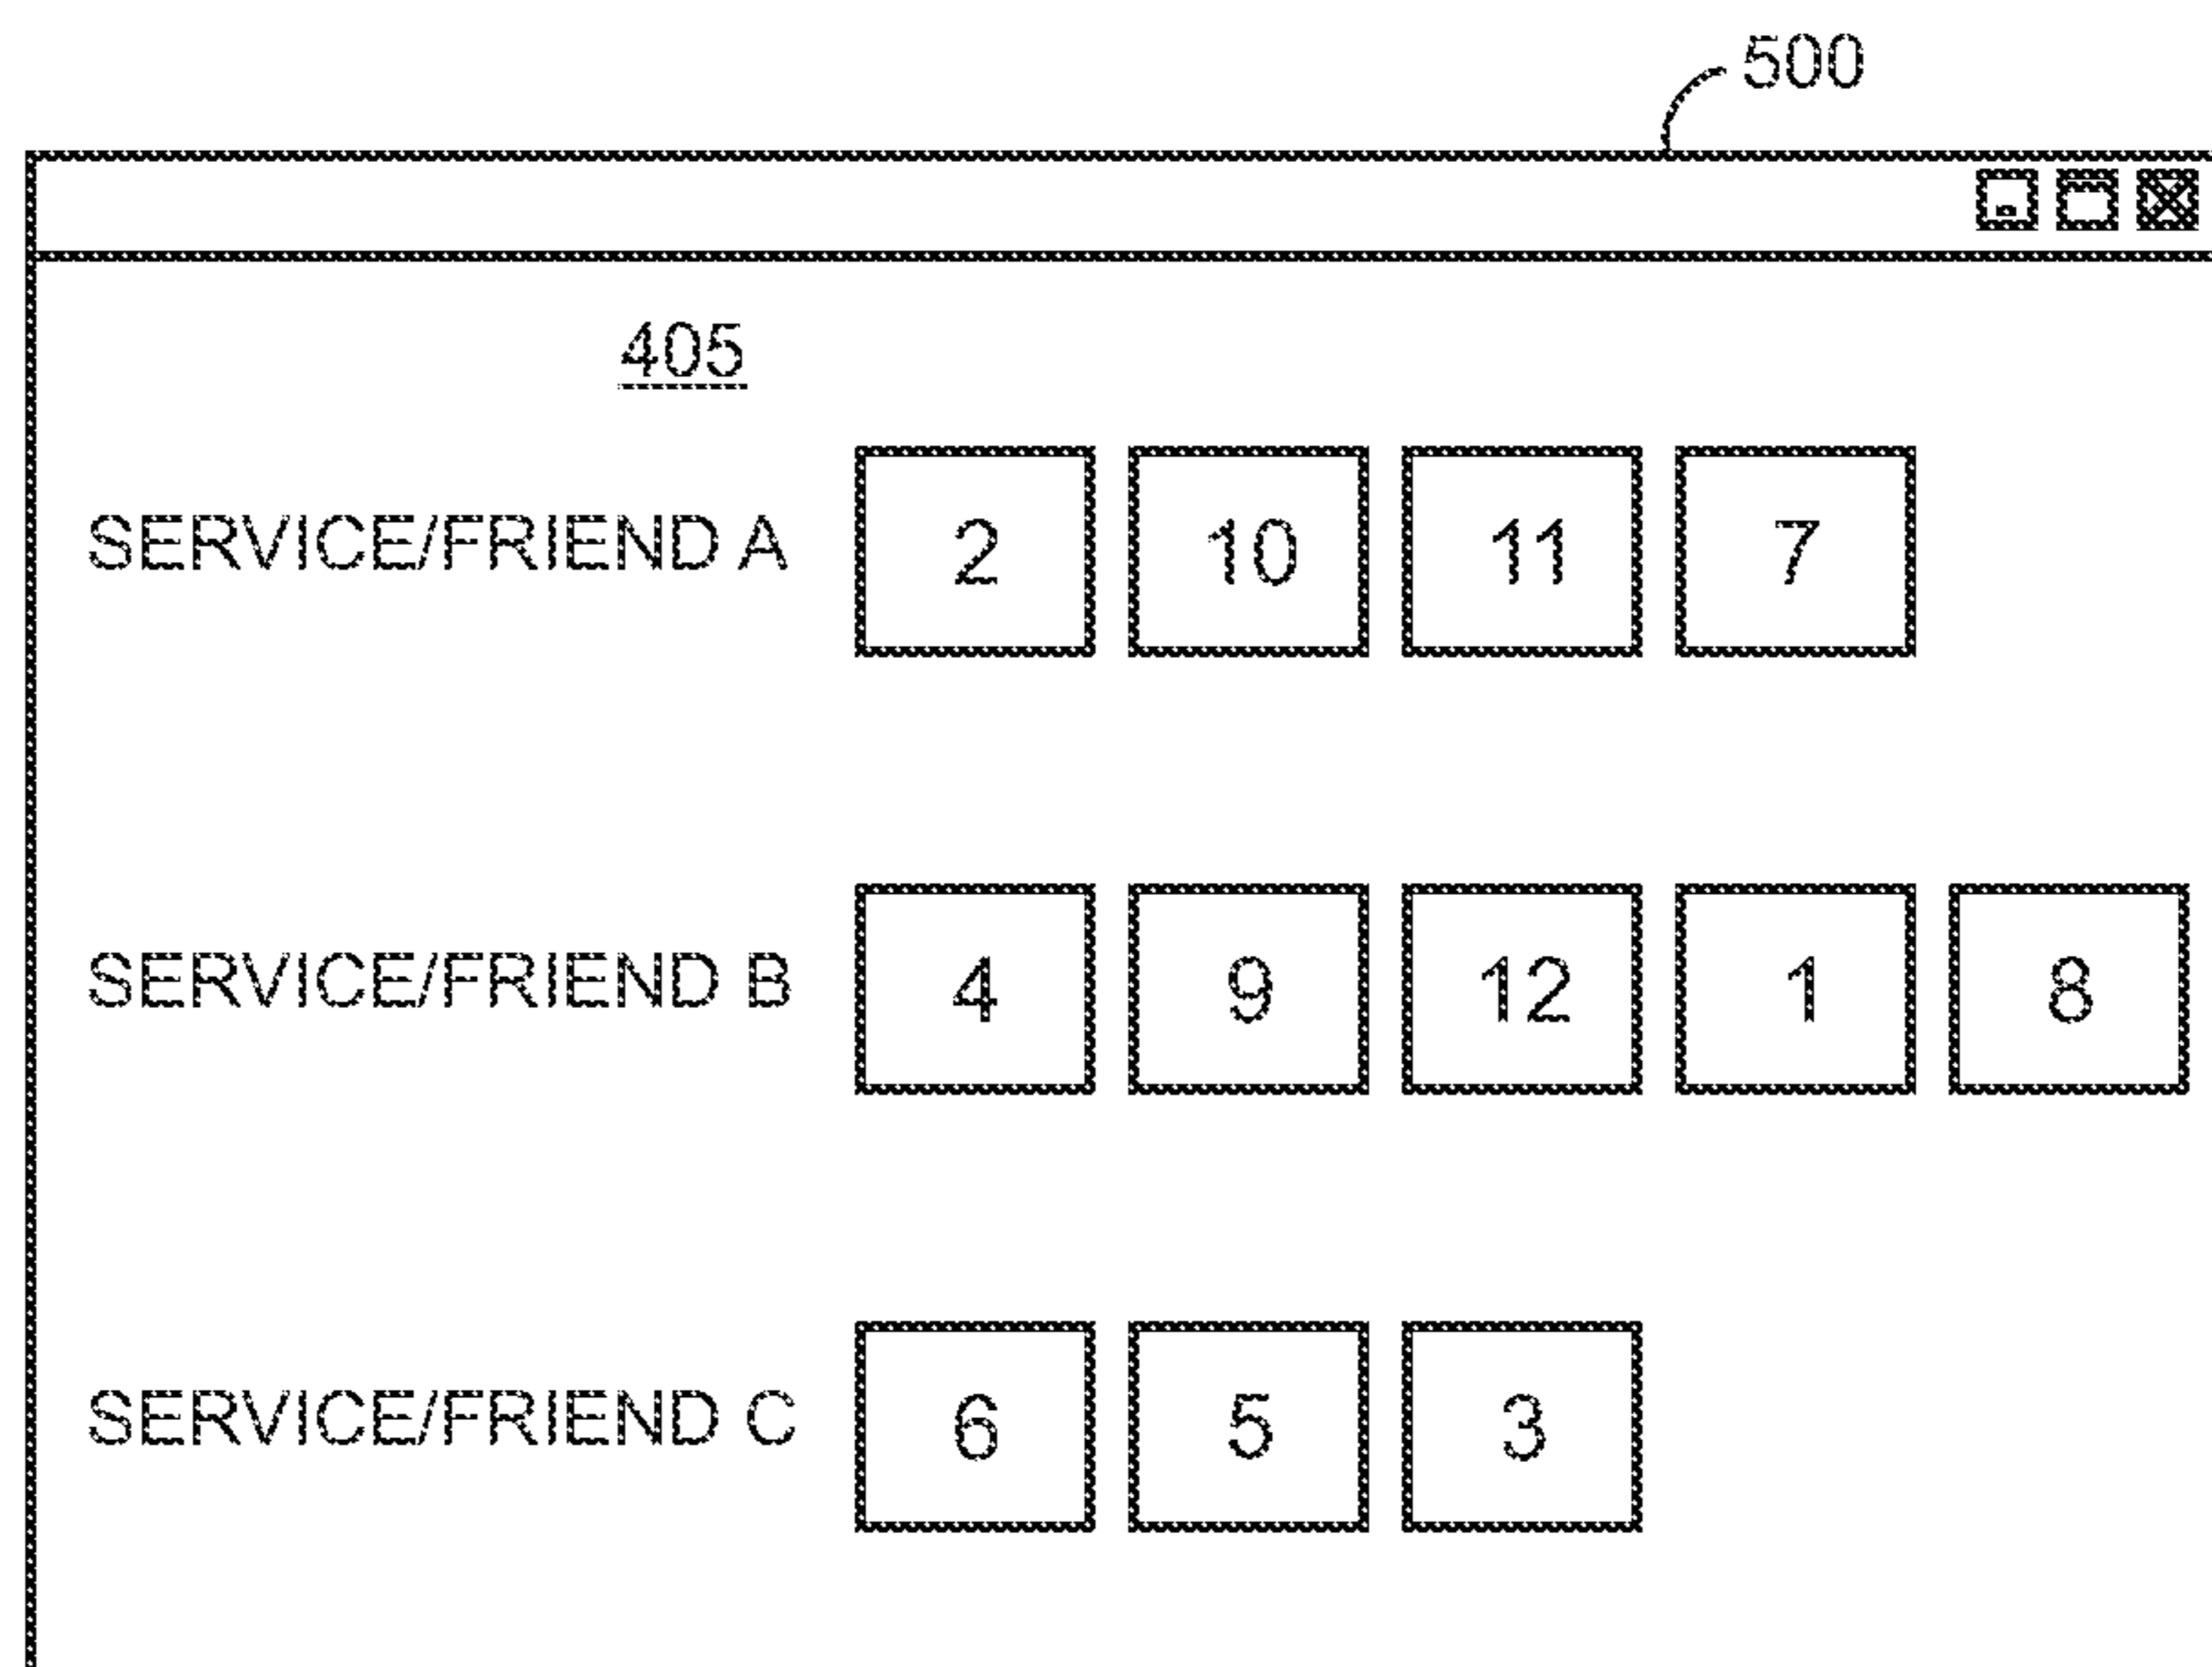 500
405
SERVICE/FRIEND A 2 10 11 7
SERVICE/FRIEND B 4 9 12 1 8
SERVICE/FRIEND C 6 5 3